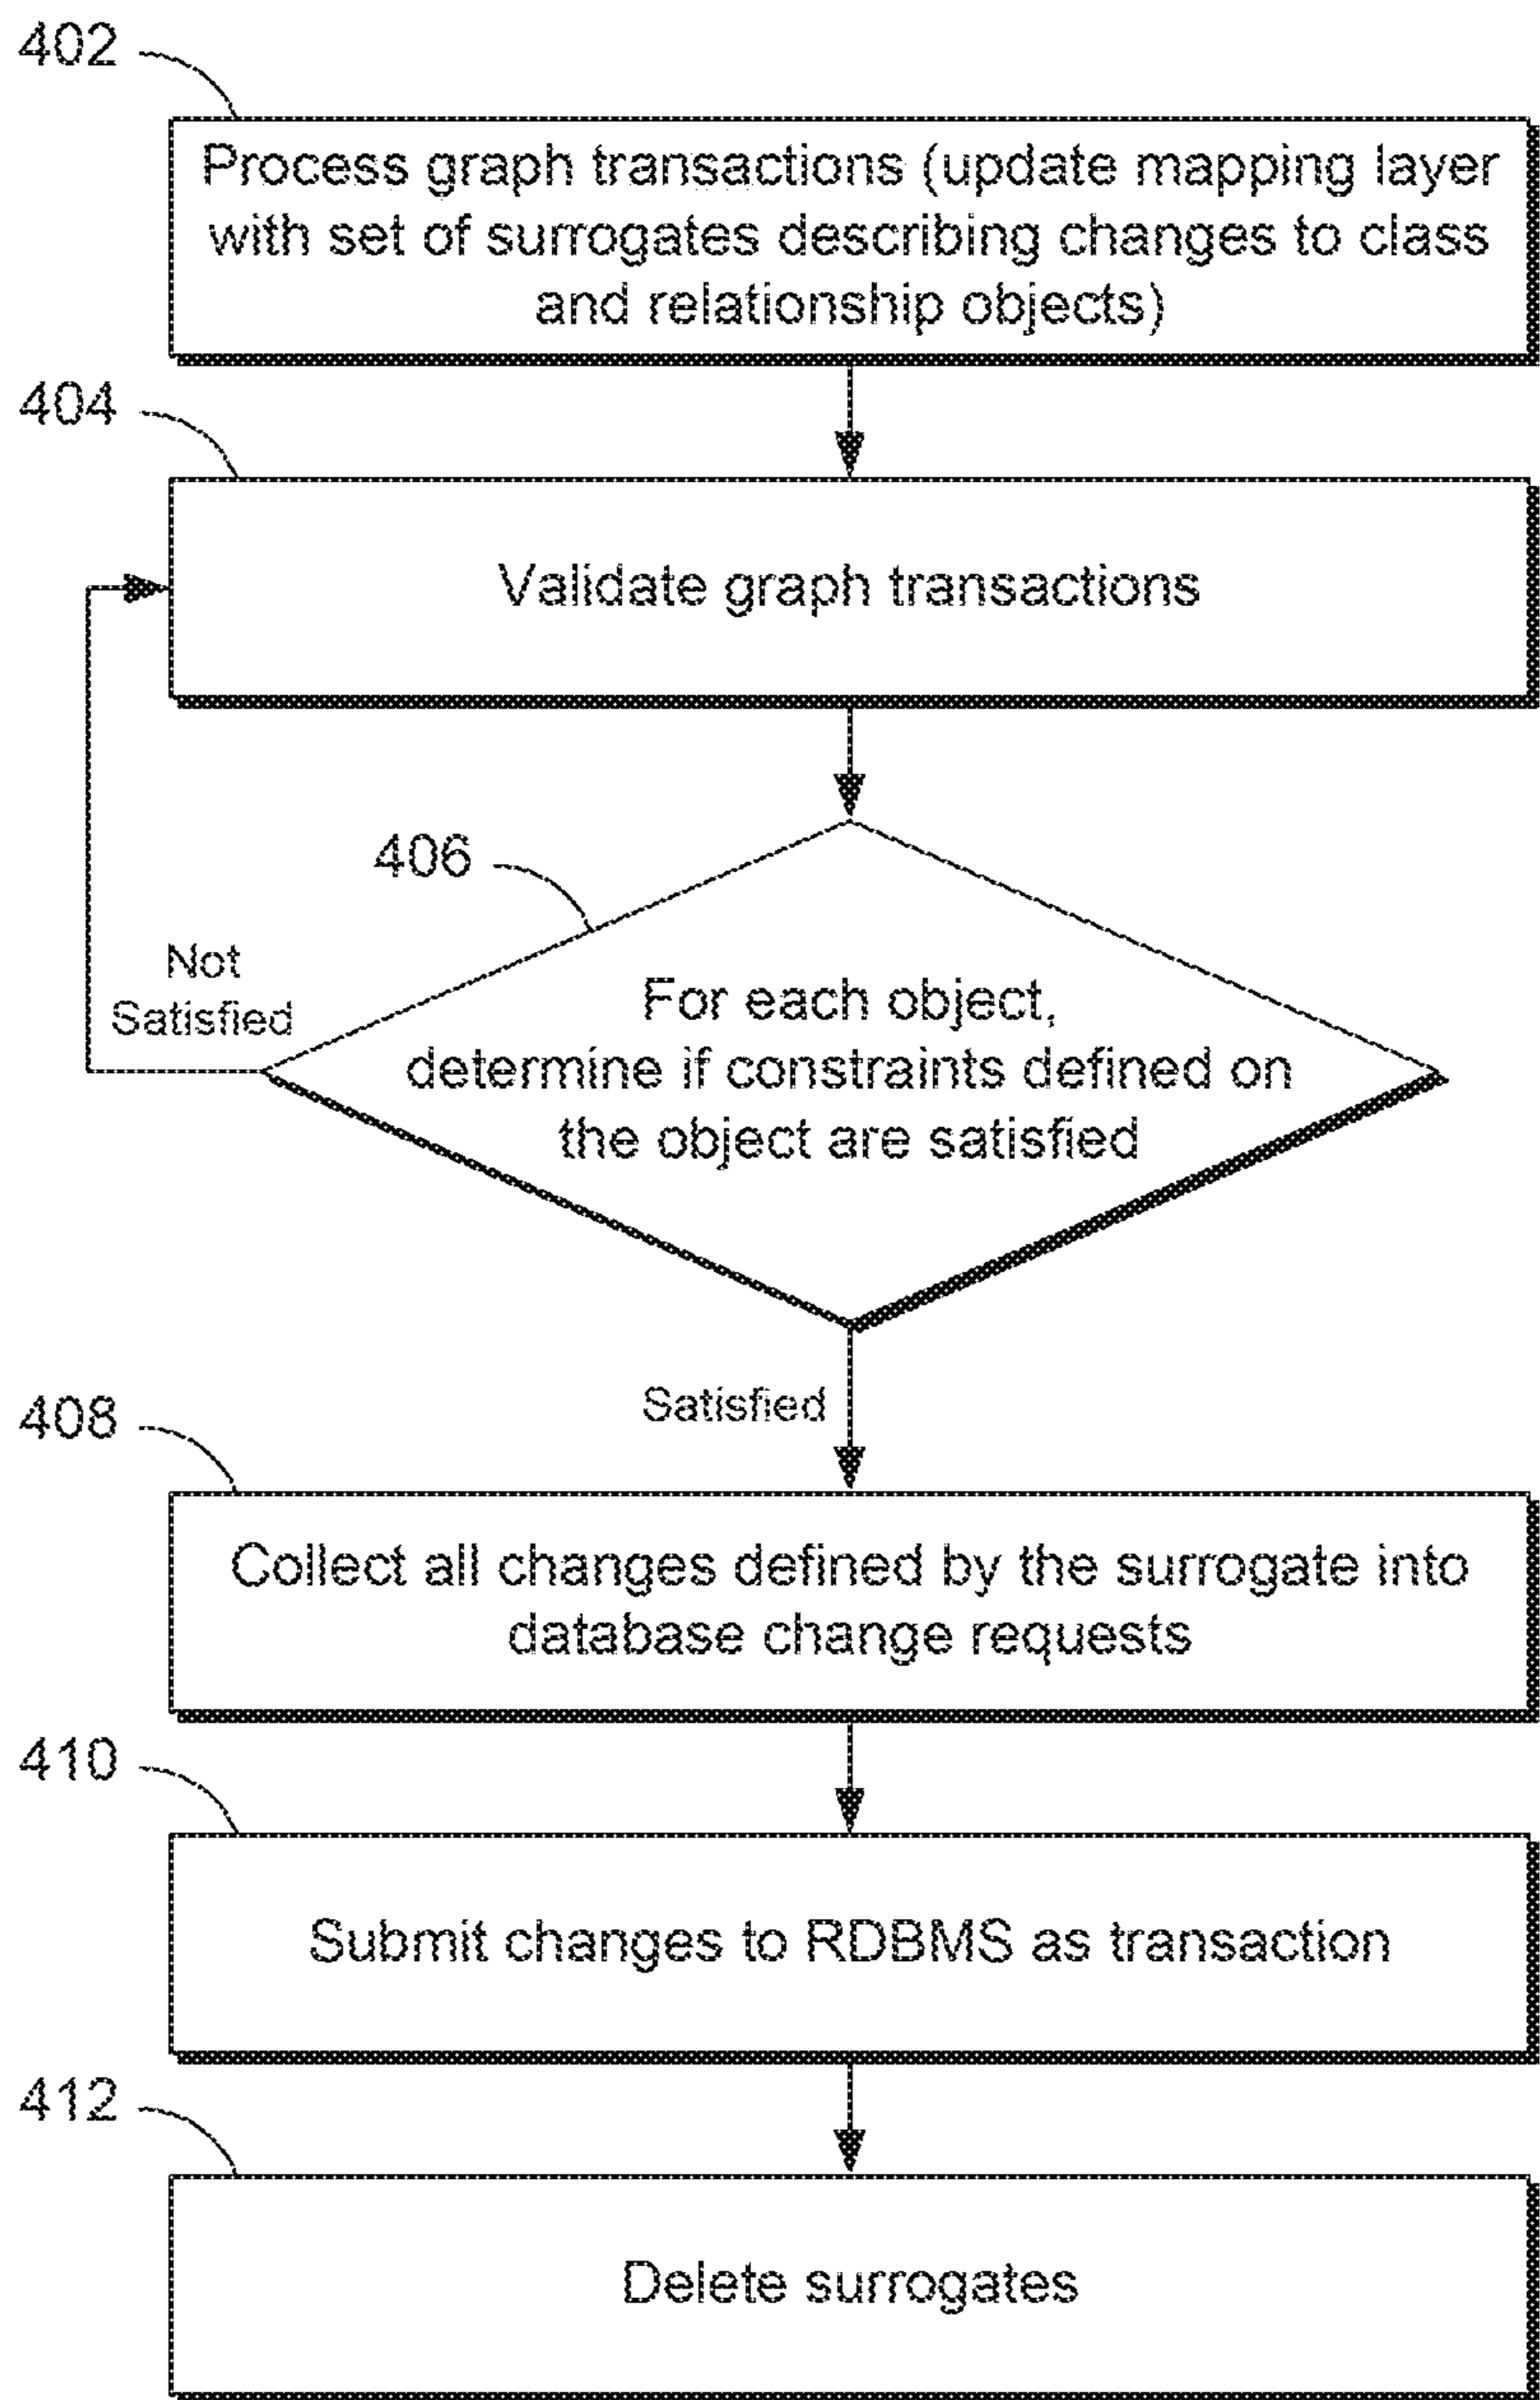 402
Process graph transactions (update mapping layer
with set of surrogates describing changes to class
and relationship objects)
404
Validate graph transactions
406
Not
Satisfied
For each object,
determine if constraints defined on
the object are satisfied
Satisfied
408
Collect all changes defined by the surrogate into
database change requests
410
Submit changes to RDBMS as transaction
412
Delete surrogates